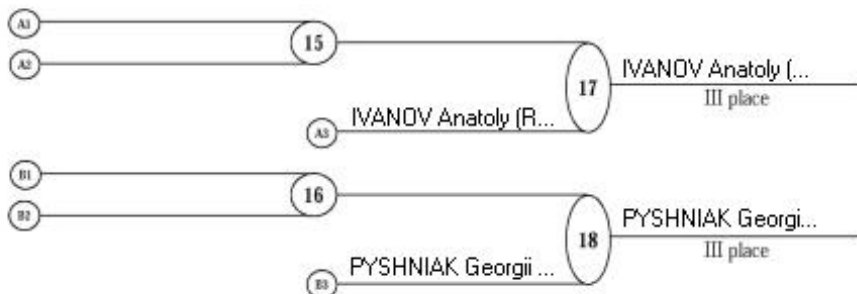 A1
15
A2
IVANOV Anatoly (...
17
III place
A3
IVANOV Anatoly (R...
B1
16
B2
PYSHNIAK Georgi...
18
III place
PYSHNIAK Georgii ...
B3